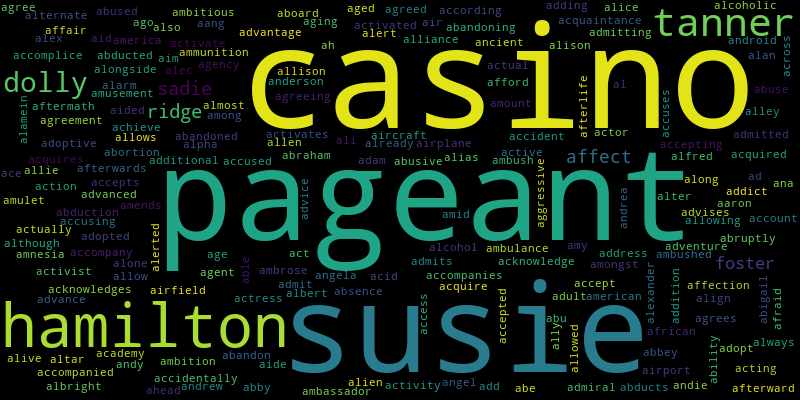 agree alternate abused ambitious aboard aged agreed according adding alice alcoholic
affair ago also aang advantage aging activated air abandoning acquaintance tanner
alex aid america activate alert alliance ancient alison admitting android across
accomplice abducted aim ammunition ah casino actual alan
dolly alongside alec agency allison anderson afford afterlife al abuse
alarm amusement sadie agreeing amount accuses
alamein aftermath aided ridge almost among alley
agreement achieve allows abandoned activates ali aircraft accident actor admitted
adoptive abortion alpha allen already airplane active accepting
acquires additional accused abraham adam abusive alias ambush affect alfred acquired
ace allie afterwards pageant along ad ana
action accepts advice aggressive andrea alter addict
amulet advanced amends amid advises aaron
abduction accusing allowing account
actually adopted alerted abruptly
although accompany age act alcohol ambulance amy address adventure
amnesia alone able admits acknowledge amongst ambushed foster
activist allow agent ambrose angela acid accompanies accept alexander addition affection abigail
acknowledges airfield admit absence acquire adult american align afraid
advance actress albert access accepted abu agrees
hamilton susie ally allowed african ability adopt always
alive altar academy abandon aide abbey
accompanied andy ambition airport acting
albright accidentally alien activity angel add abe admiral abducts andie afterward
ahead andrew abby ambassador